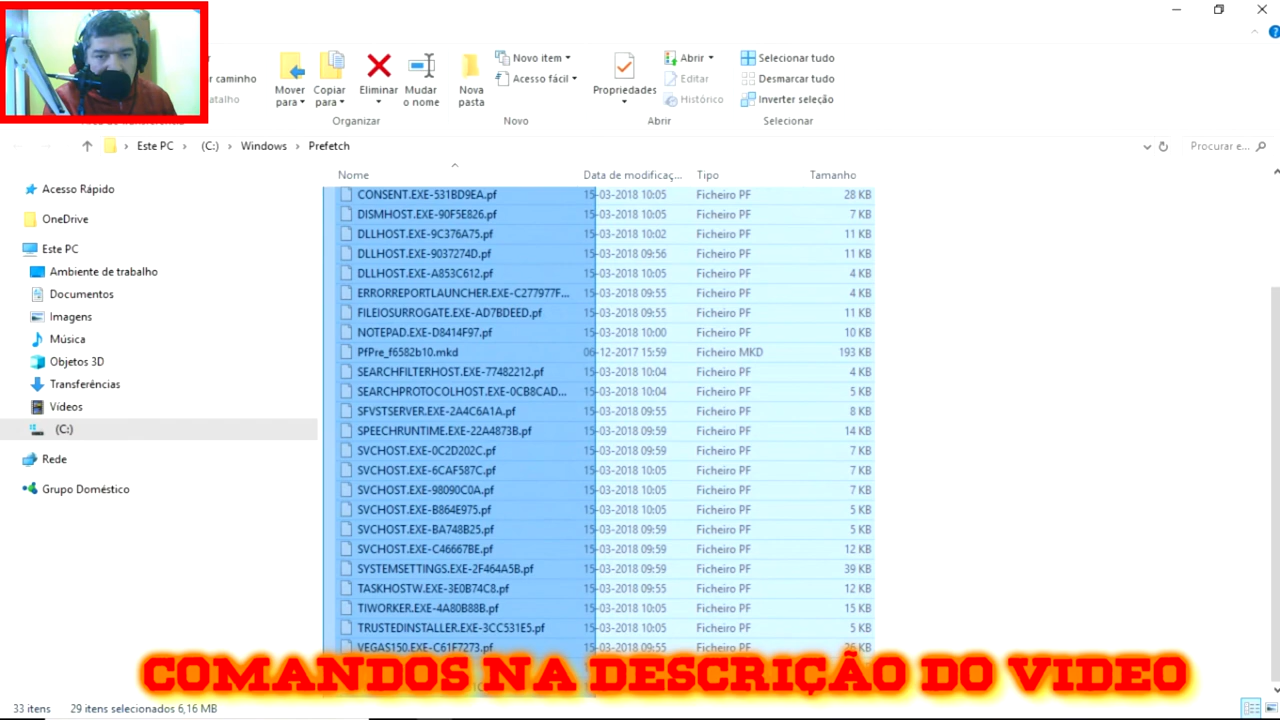 r caminho
atalho
Mover para
Copiar para
Eliminar
Mudar o nome
Organizar
Nova pasta
Novo item
Acesso fácil
Novo
Propriedades
Abrir
Editar
Histórico
Abrir
Selecionar tudo
Desmarcar tudo
Inverter seleção
Selecionar
Este PC > (C:) > Windows > Prefetch
Procurar e...
Acesso Rápido
OneDrive
Este PC
Ambiente de trabalho
Documentos
Imagens
Música
Objetos 3D
Transferências
Vídeos
(C:)
Rede
Grupo Doméstico
Nome Data de modificaç... Tipo Tamanho
CONSENT.EXE-531BD9EA.pf 15-03-2018 10:05 Ficheiro PF 28 KB
DISMHOST.EXE-90F5E826.pf 15-03-2018 10:05 Ficheiro PF 7 KB
DLLHOST.EXE-9C376A75.pf 15-03-2018 10:02 Ficheiro PF 11 KB
DLLHOST.EXE-9037274D.pf 15-03-2018 09:56 Ficheiro PF 11 KB
DLLHOST.EXE-A853C612.pf 15-03-2018 10:05 Ficheiro PF 4 KB
ERRORREPORTLAUNCHER.EXE-C277977F... 15-03-2018 09:55 Ficheiro PF 4 KB
FILEIOSURROGATE.EXE-AD7BDEED.pf 15-03-2018 09:55 Ficheiro PF 11 KB
NOTEPAD.EXE-D8414F97.pf 15-03-2018 10:00 Ficheiro PF 10 KB
PfPre_f6582b10.mkd 06-12-2017 15:59 Ficheiro MKD 193 KB
SEARCHFILTERHOST.EXE-77482212.pf 15-03-2018 10:04 Ficheiro PF 4 KB
SEARCHPROTOCOLHOST.EXE-0CB8CAD... 15-03-2018 10:04 Ficheiro PF 5 KB
SFVSTSERVER.EXE-2A4C6A1A.pf 15-03-2018 09:55 Ficheiro PF 8 KB
SPEECHRUNTIME.EXE-22A4873B.pf 15-03-2018 09:59 Ficheiro PF 14 KB
SVCHOST.EXE-0C2D202C.pf 15-03-2018 09:59 Ficheiro PF 7 KB
SVCHOST.EXE-6CAF587C.pf 15-03-2018 10:05 Ficheiro PF 7 KB
SVCHOST.EXE-98090C0A.pf 15-03-2018 10:05 Ficheiro PF 7 KB
SVCHOST.EXE-B864E975.pf 15-03-2018 10:05 Ficheiro PF 5 KB
SVCHOST.EXE-BA748B25.pf 15-03-2018 09:59 Ficheiro PF 5 KB
SVCHOST.EXE-C46667BE.pf 15-03-2018 09:59 Ficheiro PF 12 KB
SYSTEMSETTINGS.EXE-2F464A5B.pf 15-03-2018 09:59 Ficheiro PF 39 KB
TASKHOSTW.EXE-3E0B74C8.pf 15-03-2018 09:59 Ficheiro PF 12 KB
TIWORKER.EXE-4A80B88B.pf 15-03-2018 10:05 Ficheiro PF 15 KB
TRUSTEDINSTALLER.EXE-3CC531E5.pf 15-03-2018 10:05 Ficheiro PF 5 KB
VEGAS150.EXE-C61F7273.pf 15-03-2018 09:55 Ficheiro PF 26 KB
COMANDOS NA DESCRIÇÃO DO VIDEO
33 itens 29 itens selecionados 6,16 MB